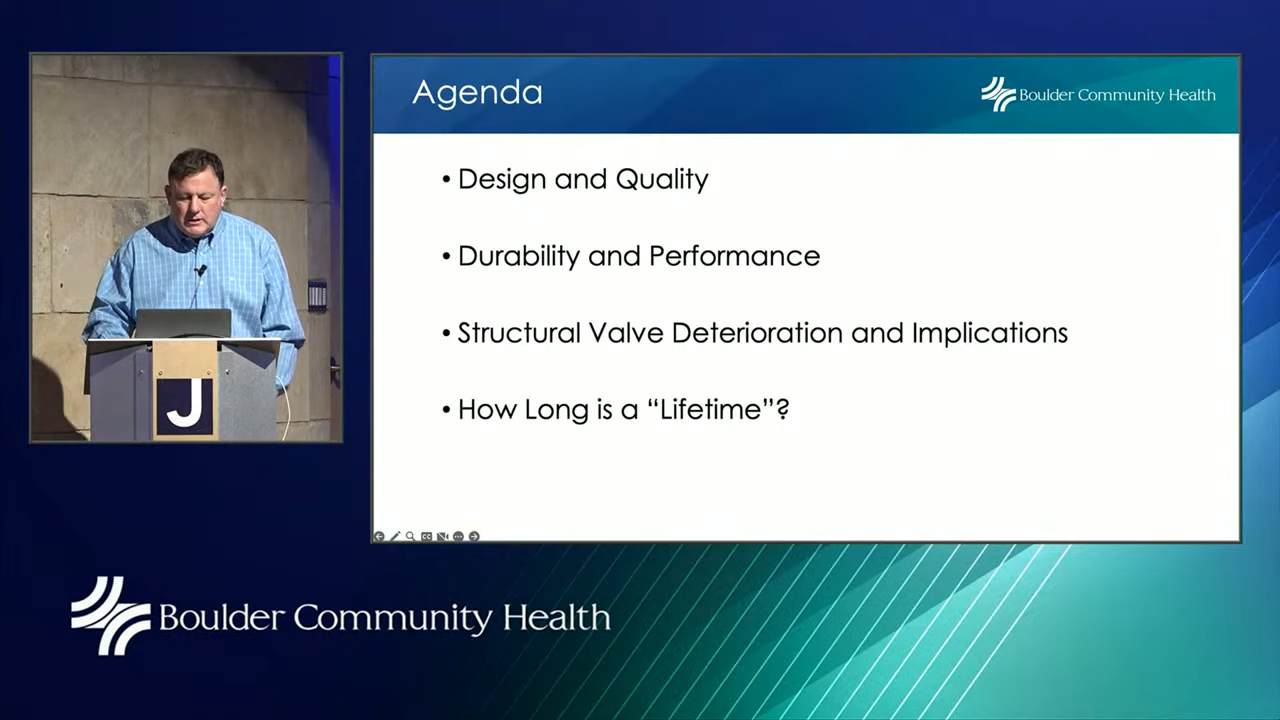 Agenda
Boulder Community Health
• Design and Quality
• Durability and Performance
• Structural Valve Deterioration and Implications
• How Long is a “Lifetime”?
J
Boulder Community Health